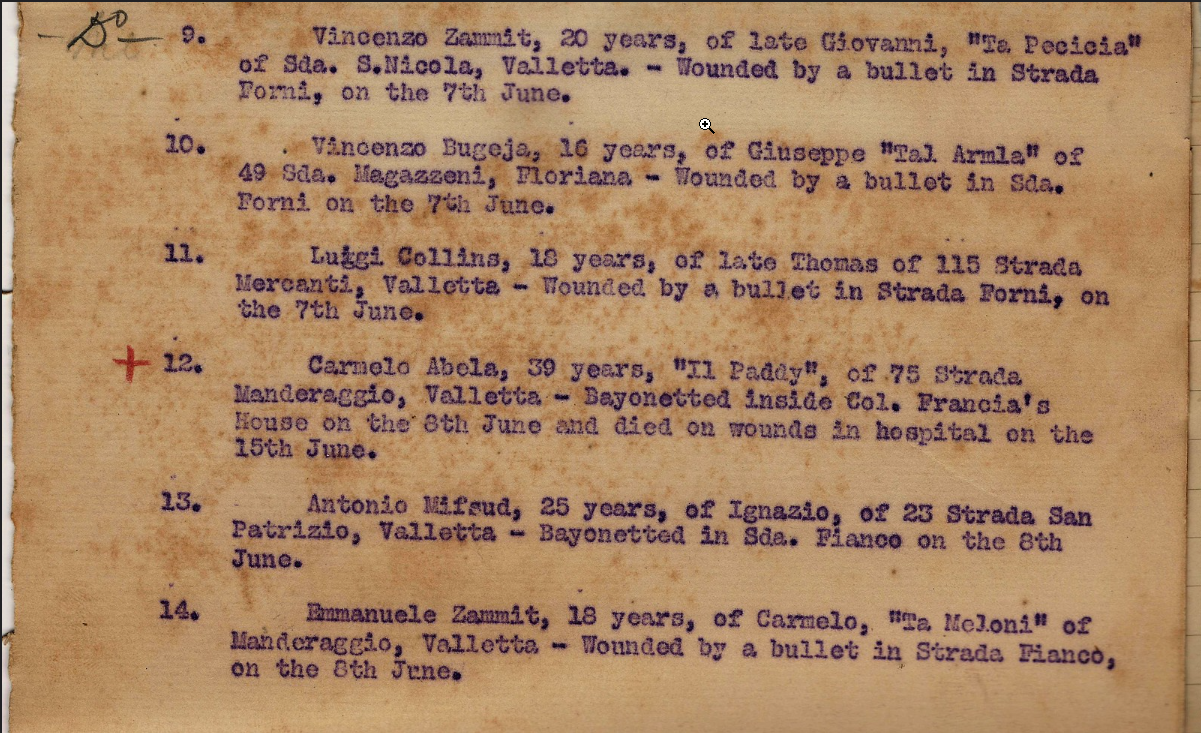 Do 9. Vincenzo Zammit, 20 years, of late Giovanni, "Ta Pecicia"
of Sda. S.Nicola, Valletta. - Wounded by a bullet in Strada
Forni, on the 7th June.
10. Vincenzo Bugeja, 16 years, of Giuseppe "Tal Armla" of
49 Sda. Magazzeni, Floriana - Wounded by a bullet in Sda.
Forni on the 7th June.
11. Luiggi Collins, 18 years, of late Thomas of 115 Strada
Mercanti, Valletta - Wounded by a bullet in Strada Forni, on
the 7th June.
+ 12. Carmelo Abela, 39 years, "Il Paddy", of 75 Strada
Manderaggio, Valletta - Bayonetted inside Col. Francia's
House on the 8th June and died on wounds in hospital on the
15th June.
13. Antonio Mifsud, 25 years, of Ignazio, of 23 Strada San
Patrizio, Valletta - Bayonetted in Sda. Fianco on the 8th
June.
14. Emmanuele Zammit, 18 years, of Carmelo, "Ta Meloni" of
Manderaggio, Valletta - Wounded by a bullet in Strada Fianco,
on the 8th June.